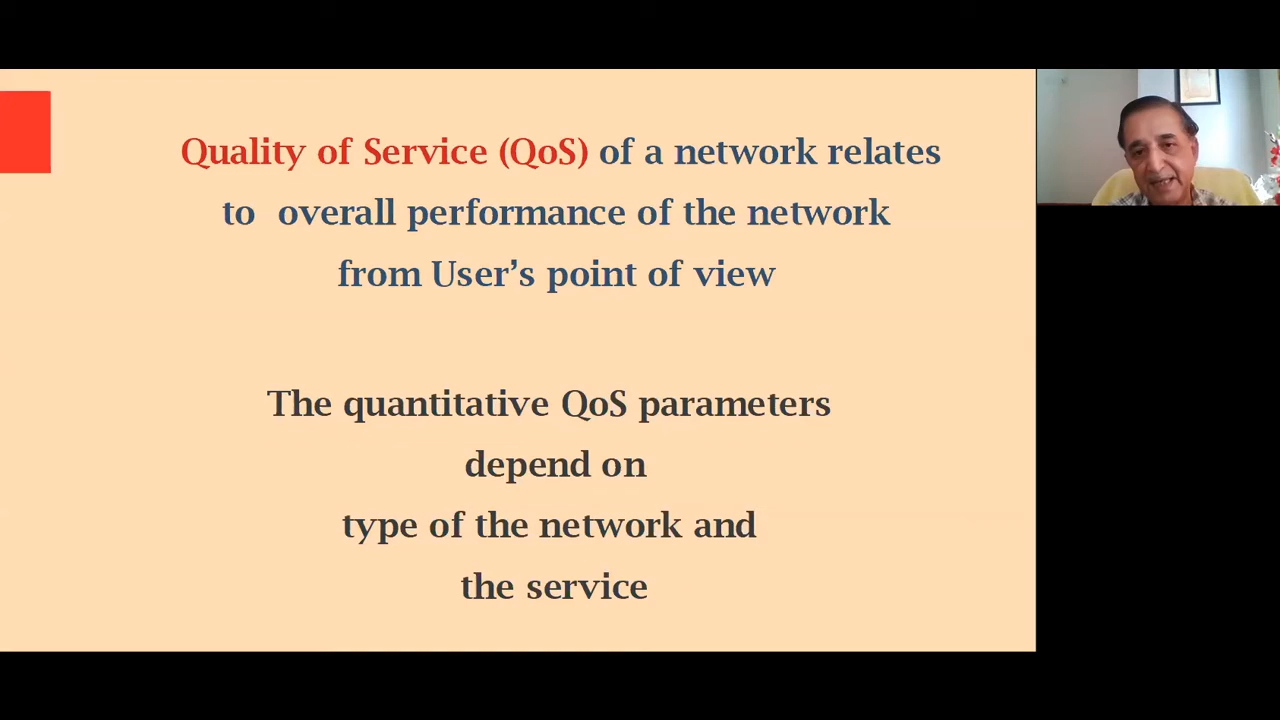 Quality of Service (QoS) of a network relates
to overall performance of the network
from User’s point of view
The quantitative QoS parameters
depend on
type of the network and
the service